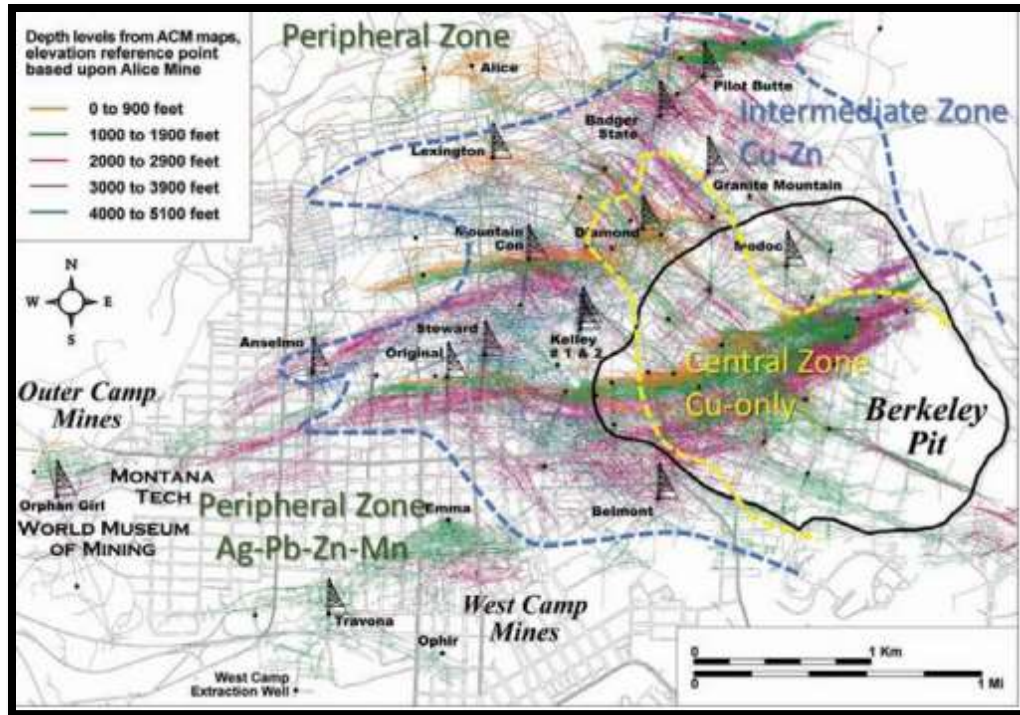 Depth levels from ACM maps,
elevation reference point
based upon Alice Mine
0 to 900 feet
1000 to 1900 feet
2000 to 2900 feet
3000 to 3900 feet
4000 to 5100 feet
Peripheral Zone
Alice
Pilot Butte
Badger
State
Intermediate Zone
Cu-Zn
Lexington
Granite Mountain
Mountain
Con
Diamond
Modoc
N
W
E
S
Anselmo
Steward
Original
Kelley
# 1 & 2
Central Zone
Cu-only
Berkeley
Pit
Outer Camp
Mines
Montana
Tech
Orphan Girl
World Museum
of Mining
Peripheral Zone
Ag-Pb-Zn-Mn
Emma
Belmont
Travona
West Camp
Mines
Ophir
West Camp
Extraction Well
0
1 Km
0
1 Mi